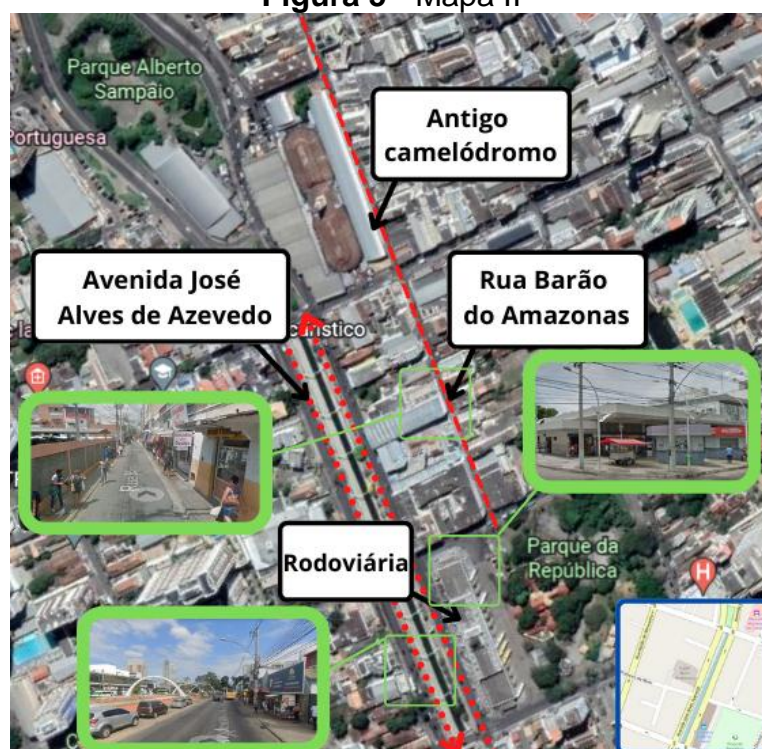 Figura 3 - Mapa II
Parque Alberto
Sampaio
Portuguesa
Antigo
camelódromo
Avenida José
Alves de Azevedo
Rua Barão
do Amazonas
Rodoviária
Parque da
República
H